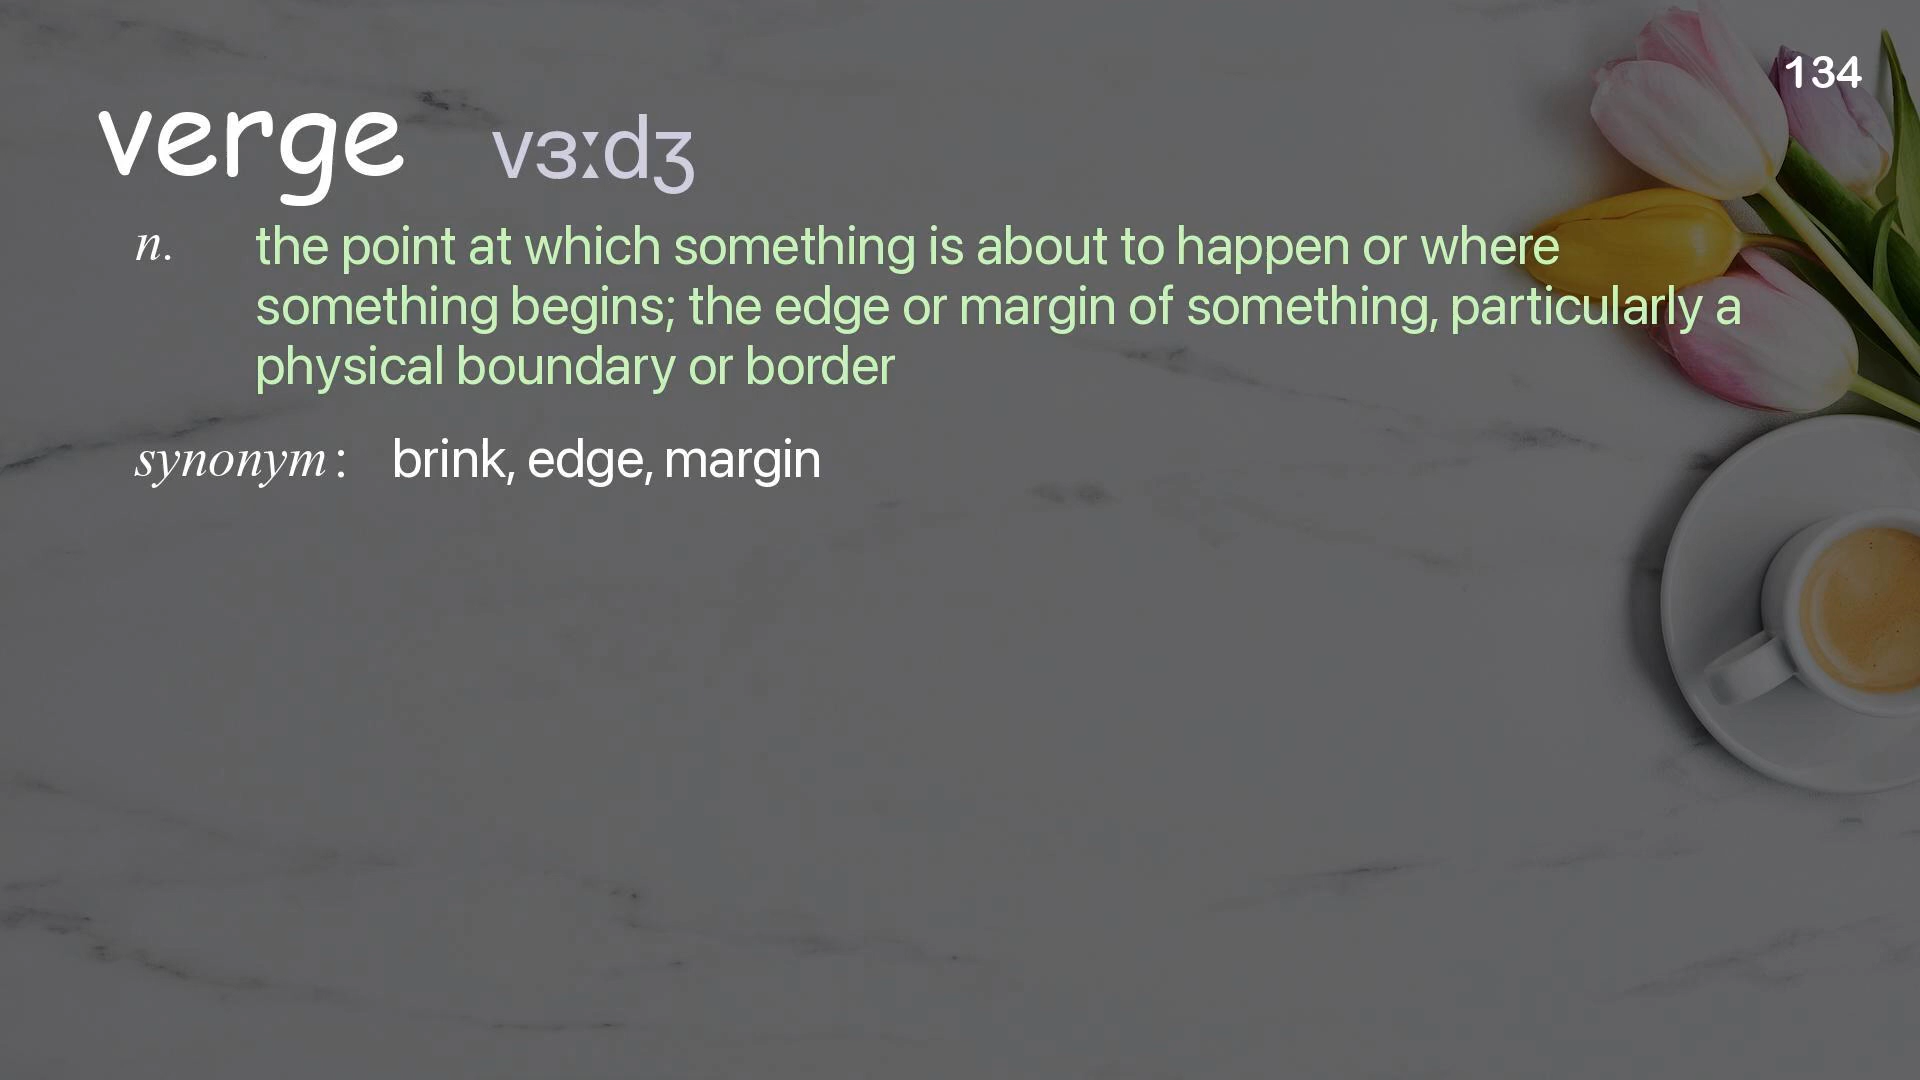 134
verge vɜːdʒ
n. the point at which something is about to happen or where
something begins; the edge or margin of something, particularly a
physical boundary or border
synonym: brink, edge, margin